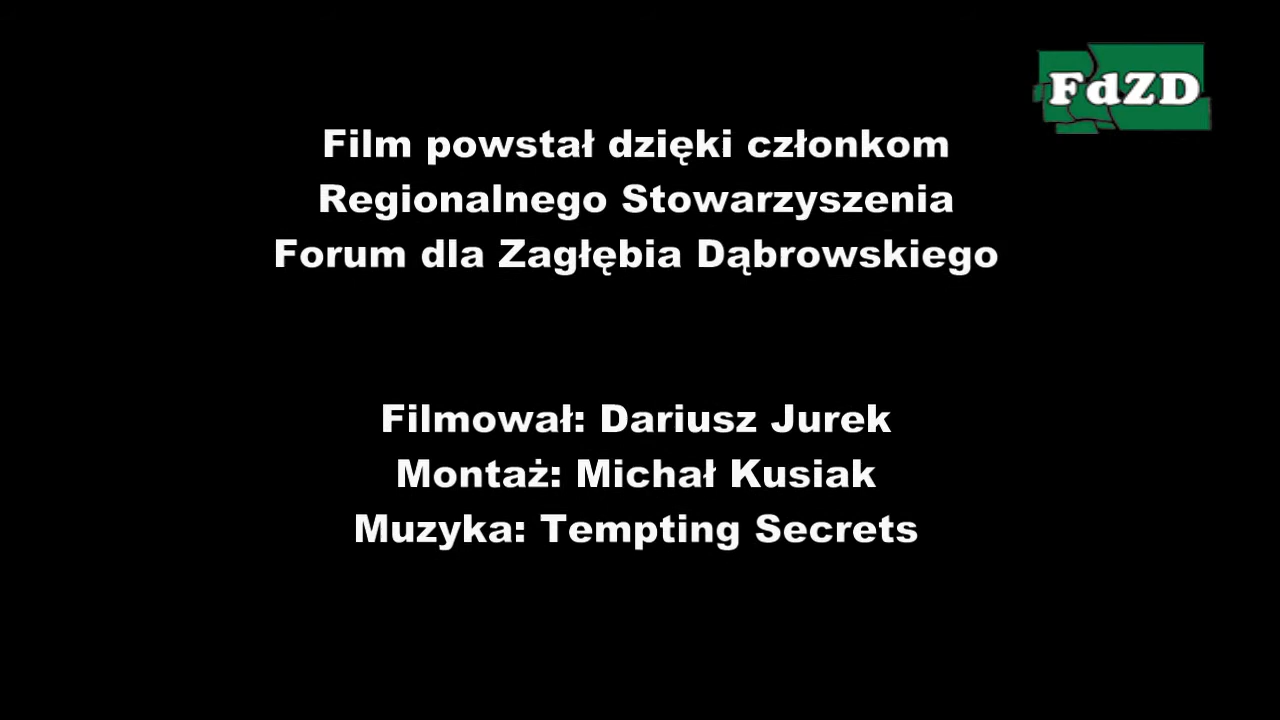 FdZD
Film powstał dzięki członkom
Regionalnego Stowarzyszenia
Forum dla Zagłębia Dąbrowskiego
Filmował: Dariusz Jurek
Montaż: Michał Kusiak
Muzyka: Tempting Secrets